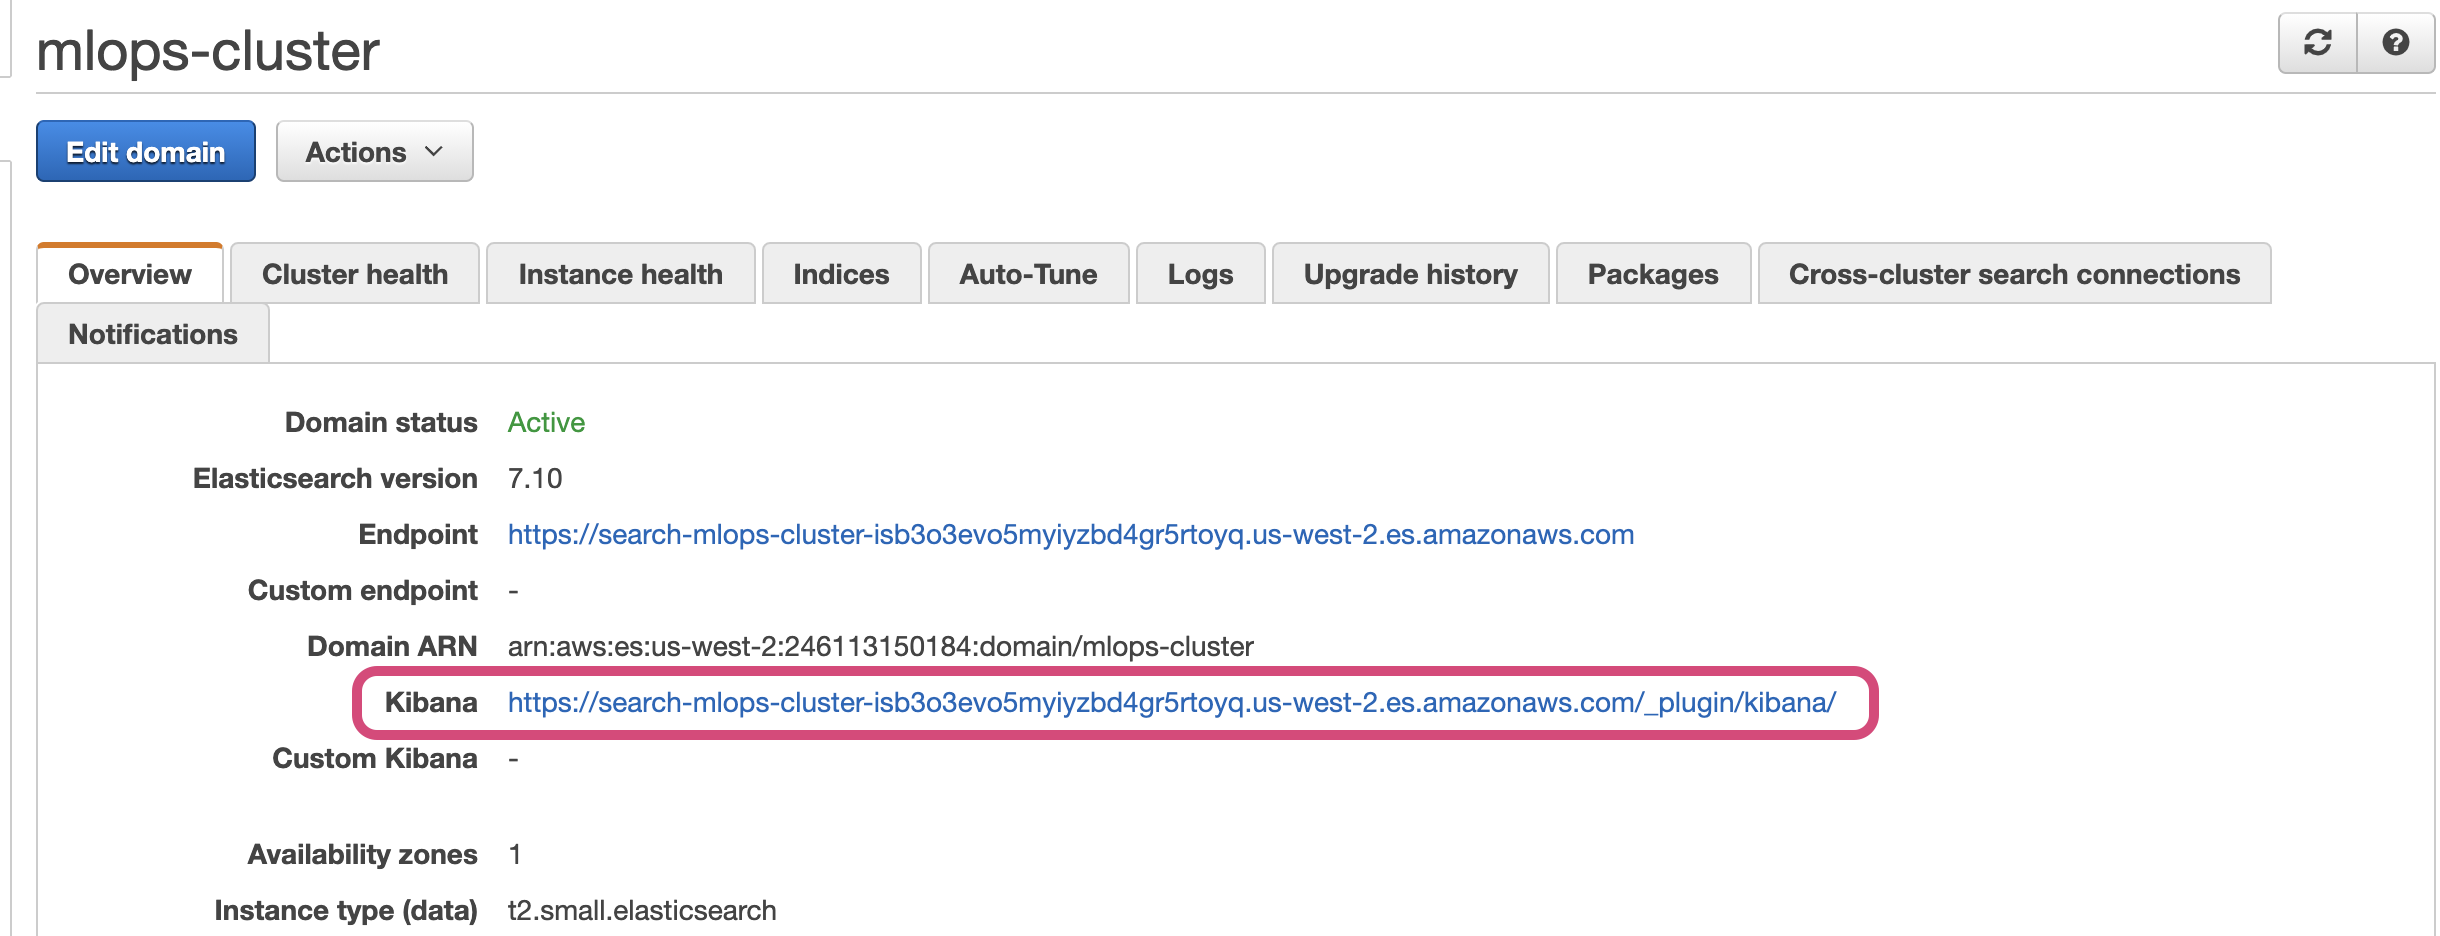 mlops-cluster
Edit domain Actions
Overview Cluster health Instance health Indices Auto-Tune Logs Upgrade history Packages Cross-cluster search connections
Notifications
Domain status Active
Elasticsearch version 7.10
Endpoint https://search-mlops-cluster-isb3o3evo5myiyzbd4gr5rtoyq.us-west-2.es.amazonaws.com
Custom endpoint -
Domain ARN arn:aws:es:us-west-2:246113150184:domain/mlops-cluster
Kibana https://search-mlops-cluster-isb3o3evo5myiyzbd4gr5rtoyq.us-west-2.es.amazonaws.com/_plugin/kibana/
Custom Kibana -
Availability zones 1
Instance type (data) t2.small.elasticsearch